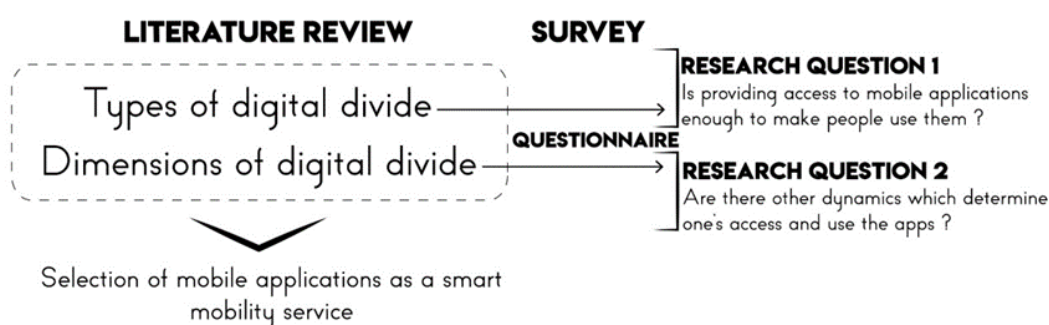 LITERATURE REVIEW
SURVEY
Types of digital divide
Dimensions of digital divide
QUESTIONNAIRE
RESEARCH QUESTION 1
Is providing access to mobile applications
enough to make people use them ?
RESEARCH QUESTION 2
Are there other dynamics which determine
one's access and use the apps ?
Selection of mobile applications as a smart
mobility service